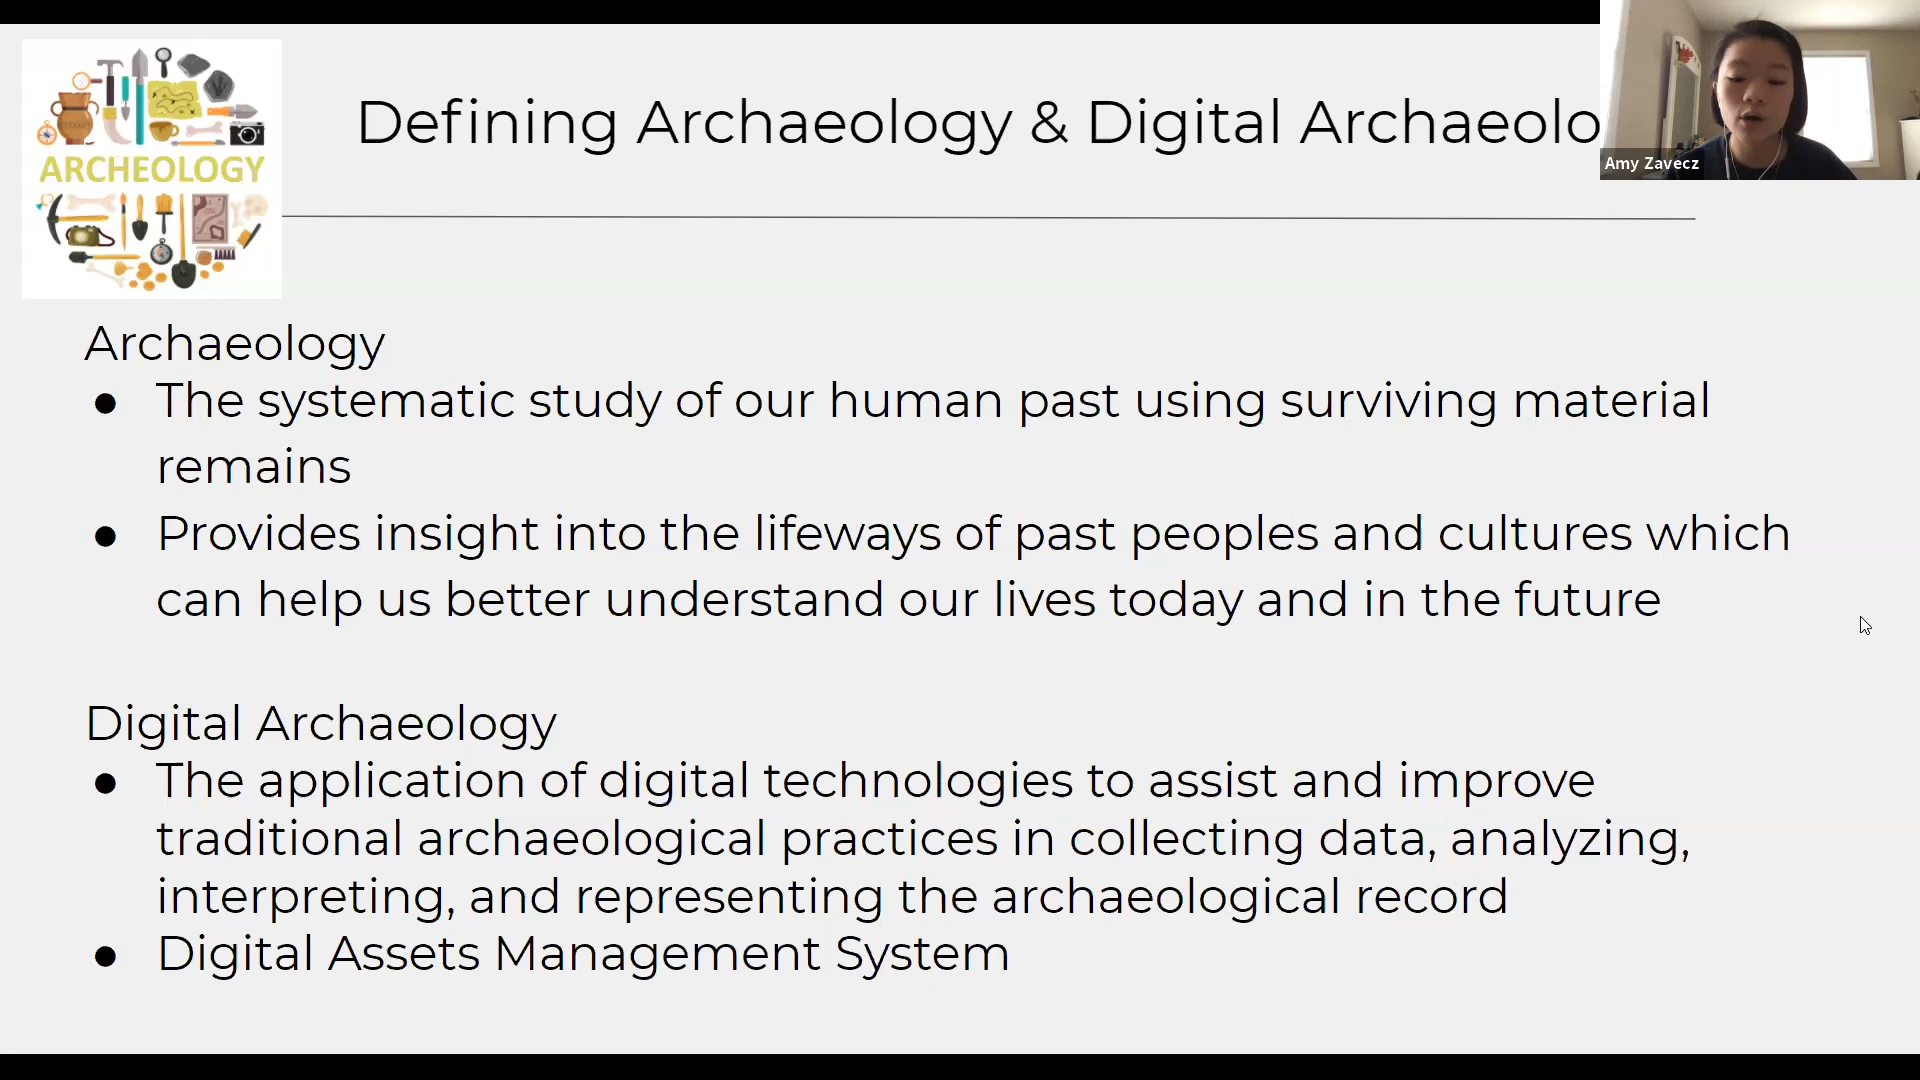 Defining Archaeology & Digital Archaeolo
Amy Zavecz
ARCHEOLOGY
Archaeology
● The systematic study of our human past using surviving material
remains
● Provides insight into the lifeways of past peoples and cultures which
can help us better understand our lives today and in the future
Digital Archaeology
● The application of digital technologies to assist and improve
traditional archaeological practices in collecting data, analyzing,
interpreting, and representing the archaeological record
● Digital Assets Management System